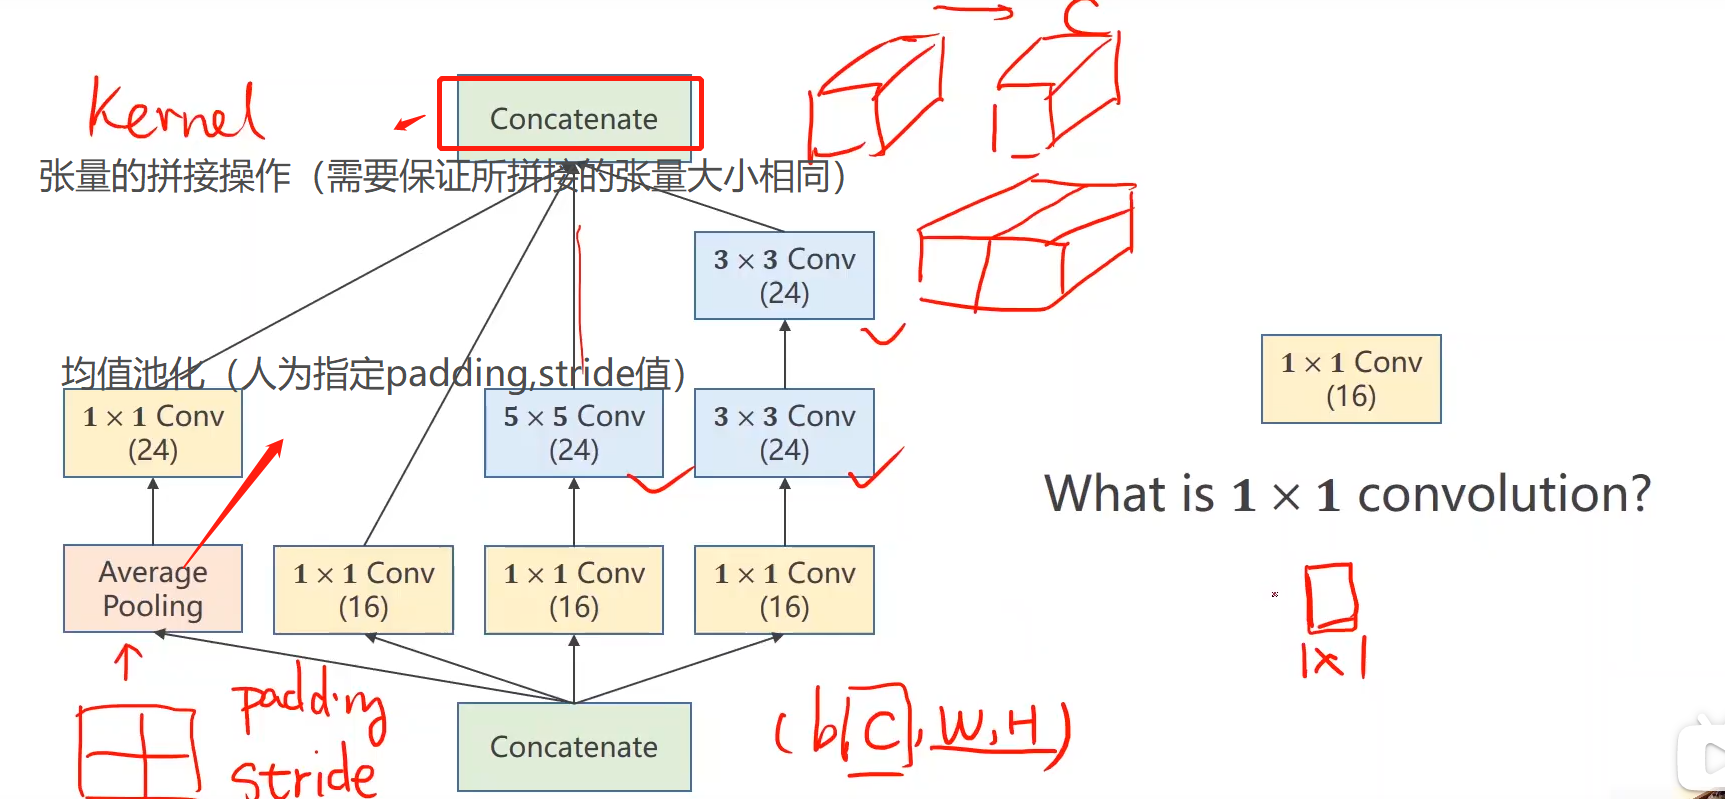 C
Kernel
Concatenate
张量的拼接操作（需要保证所拼接的张量大小相同）
3 × 3 Conv
(24)
均值池化（人为指定padding,stride值）
1 × 1 Conv
(24)
5 × 5 Conv
(24)
3 × 3 Conv
(24)
1 × 1 Conv
(16)
What is 1 × 1 convolution?
Average
Pooling
1 × 1 Conv
(16)
1 × 1 Conv
(16)
1 × 1 Conv
(16)
1×1
padding
stride
Concatenate
(b, C, W, H)